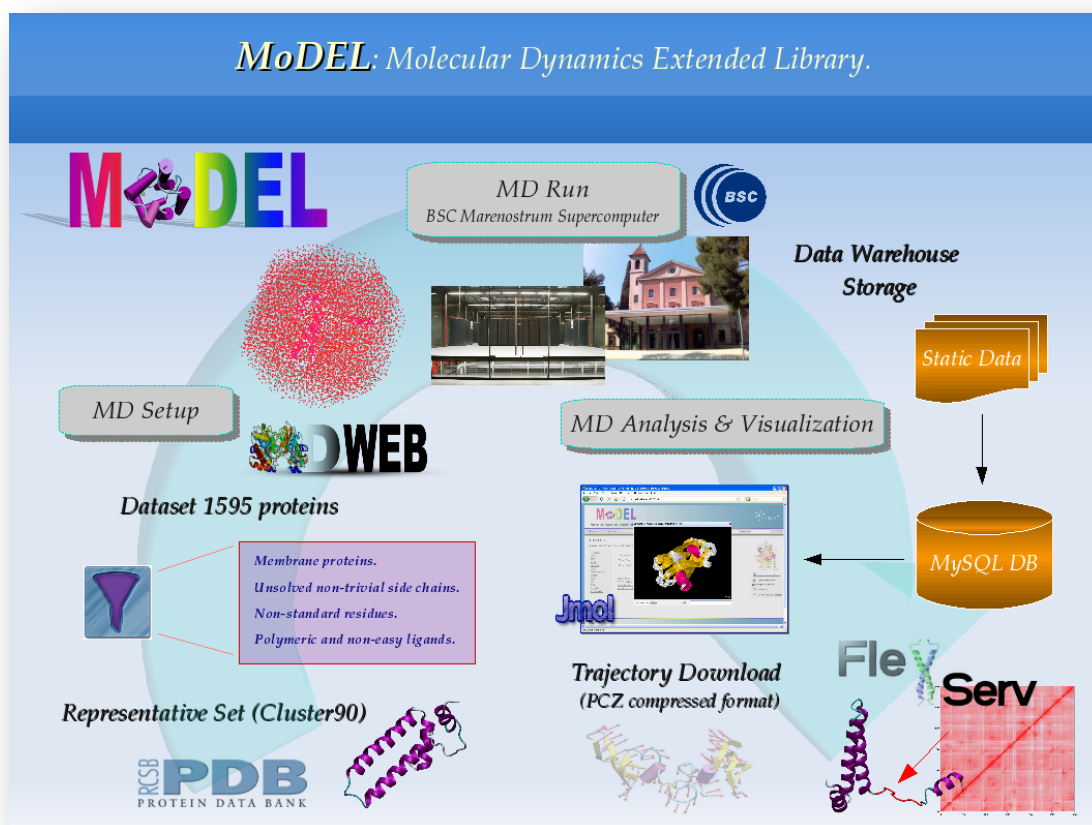 MoDEL: Molecular Dynamics Extended Library.
MoDEL
MD Run
BSC Marenostrum Supercomputer
BSC
Data Warehouse
Storage
Static Data
MD Setup
MD Analysis & Visualization
DWEB
Dataset 1595 proteins
Membrane proteins.
Unsolved non-trivial side chains.
Non-standard residues.
Polymeric and non-easy ligands.
MoDEL
Jmol
MySQL DB
Trajectory Download
(PCZ compressed format)
FlexServ
Representative Set (Cluster90)
RCSB
PDB
PROTEIN DATA BANK